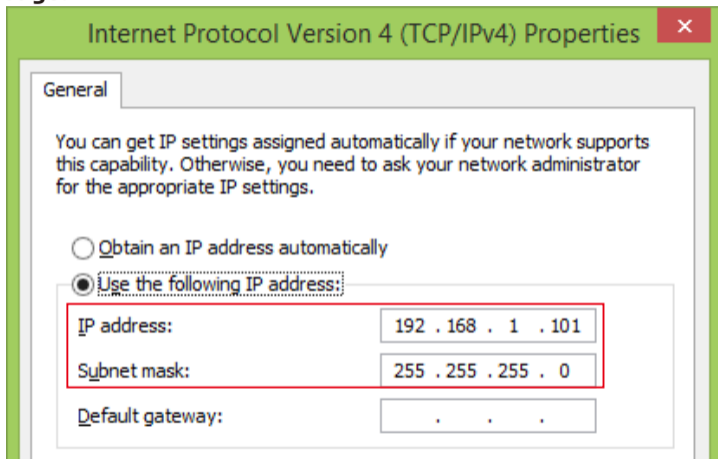 Internet Protocol Version 4 (TCP/IPv4) Properties
General
You can get IP settings assigned automatically if your network supports
this capability. Otherwise, you need to ask your network administrator
for the appropriate IP settings.
Obtain an IP address automatically
Use the following IP address:
IP address: 192 . 168 . 1 . 101
Subnet mask: 255 . 255 . 255 . 0
Default gateway: . . .